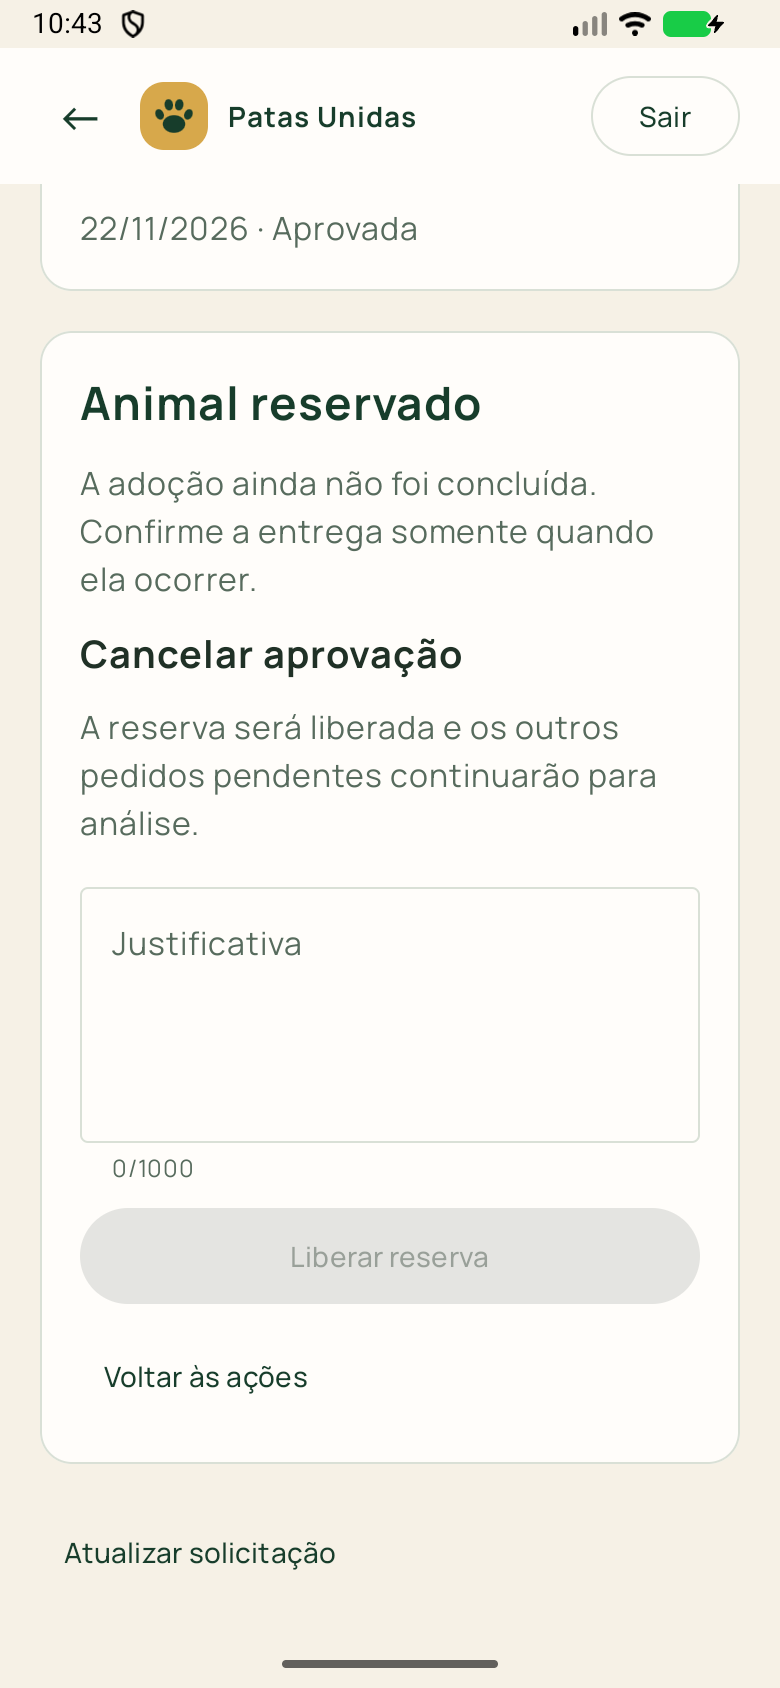 10:43
Patas Unidas
Sair
22/11/2026 · Aprovada
Animal reservado
A adoção ainda não foi concluída.
Confirme a entrega somente quando
ela ocorrer.
Cancelar aprovação
A reserva será liberada e os outros
pedidos pendentes continuarão para
análise.
Justificativa
0/1000
Liberar reserva
Voltar às ações
Atualizar solicitação